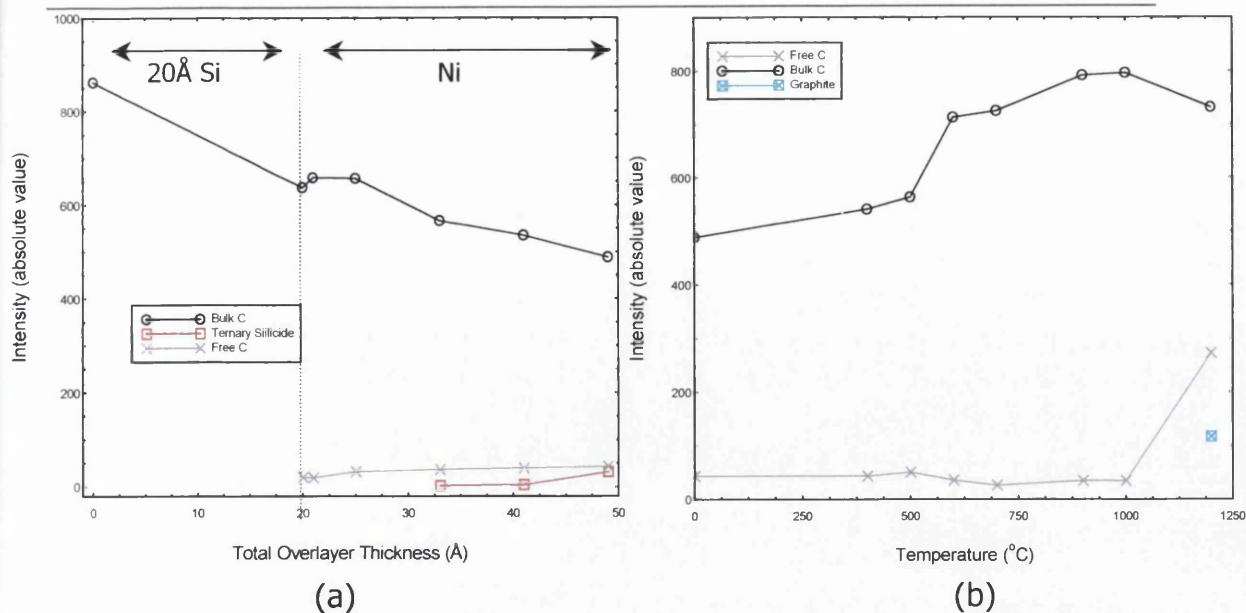 1000
800
600
400
200
0
0
10
20
30
40
50
Intensity (absolute value)
Total Overlayer Thickness (Å)
20Å Si
Ni
Bulk C
Ternary Silicide
Free C
(a)
800
600
400
200
0
0
250
500
750
1000
1250
Intensity (absolute value)
Temperature (°C)
Free C
Bulk C
Graphite
(b)